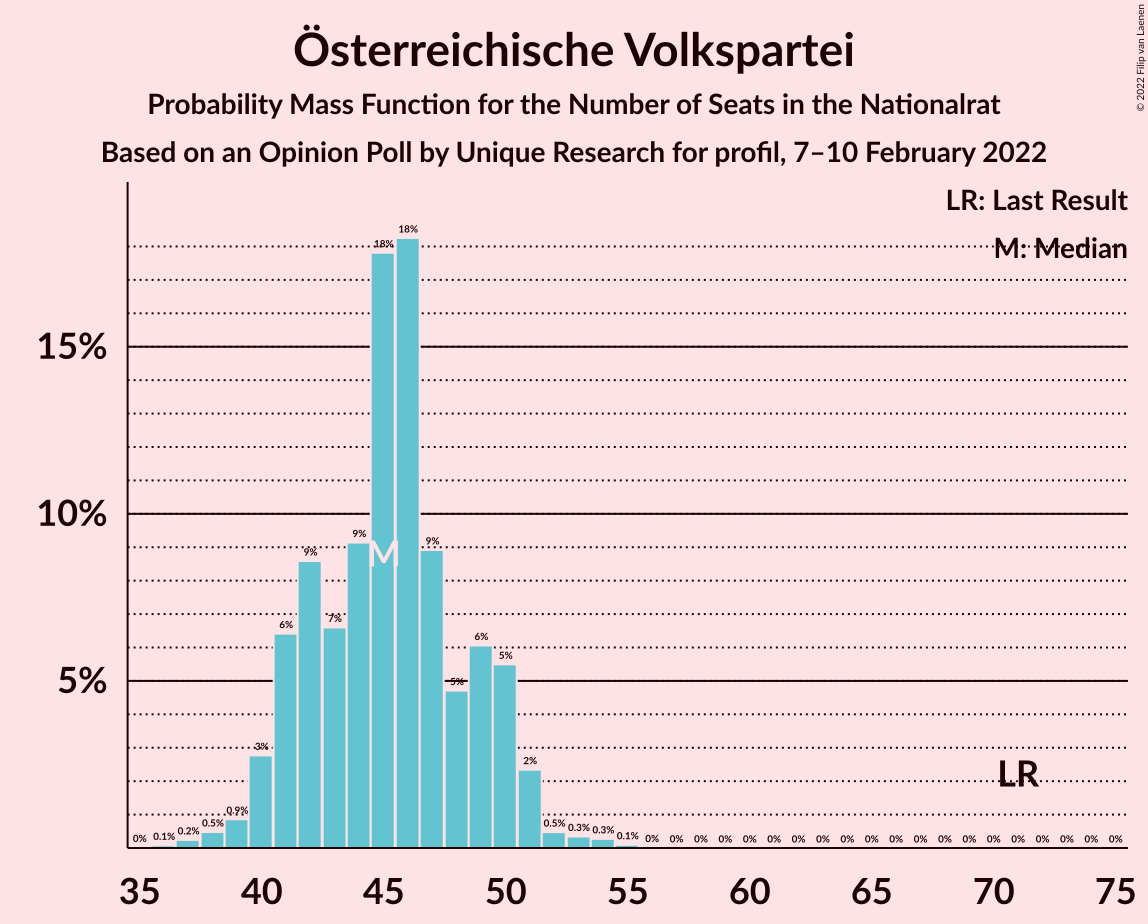 Österreichische Volkspartei
Probability Mass Function for the Number of Seats in the Nationalrat
Based on an Opinion Poll by Unique Research for profil, 7–10 February 2022
© 2022 Filip van Laenen
LR: Last Result
M: Median
15%
10%
5%
0% 0.1% 0.2% 0.5% 0.9% 3% 6% 9% 7% 9% 18% 18% 9% 5% 6% 5% 2% 0.5% 0.3% 0.3% 0.1% 0% 0% 0% 0% 0% 0% 0% 0% 0% 0% 0% 0% 0% 0% 0% 0% 0% 0% 0% 0%
M
LR
35 40 45 50 55 60 65 70 75